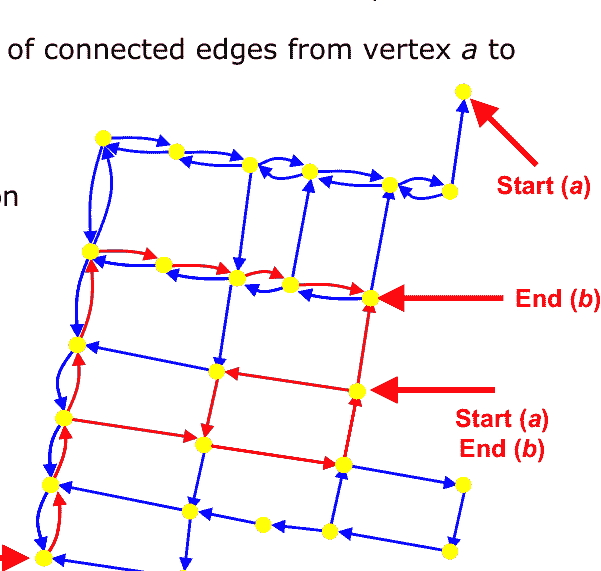 of connected edges from vertex a to
on
Start (a)
End (b)
Start (a)
End (b)